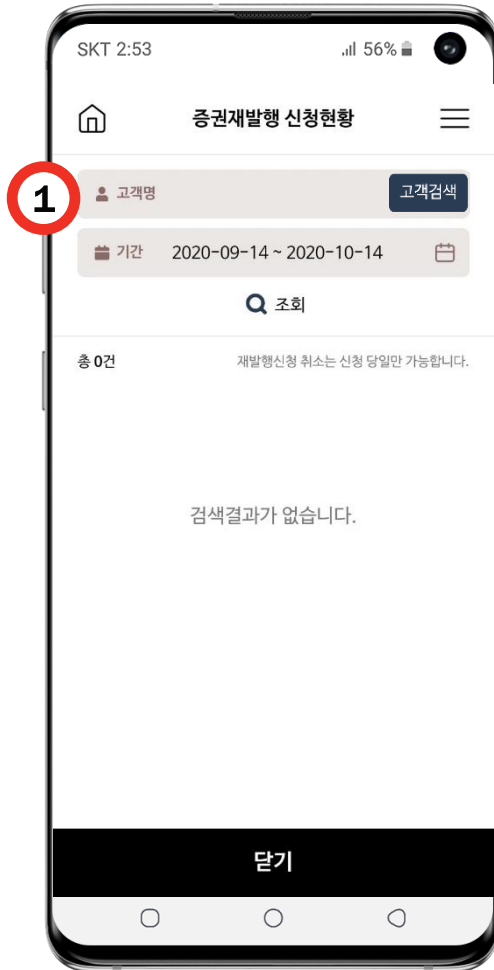 SKT 2:53 56%
증권재발행 신청현황
1
고객명 고객검색
기간 2020-09-14 ~ 2020-10-14
조회
총 0건 재발행신청 취소는 신청 당일만 가능합니다.
검색결과가 없습니다.
닫기